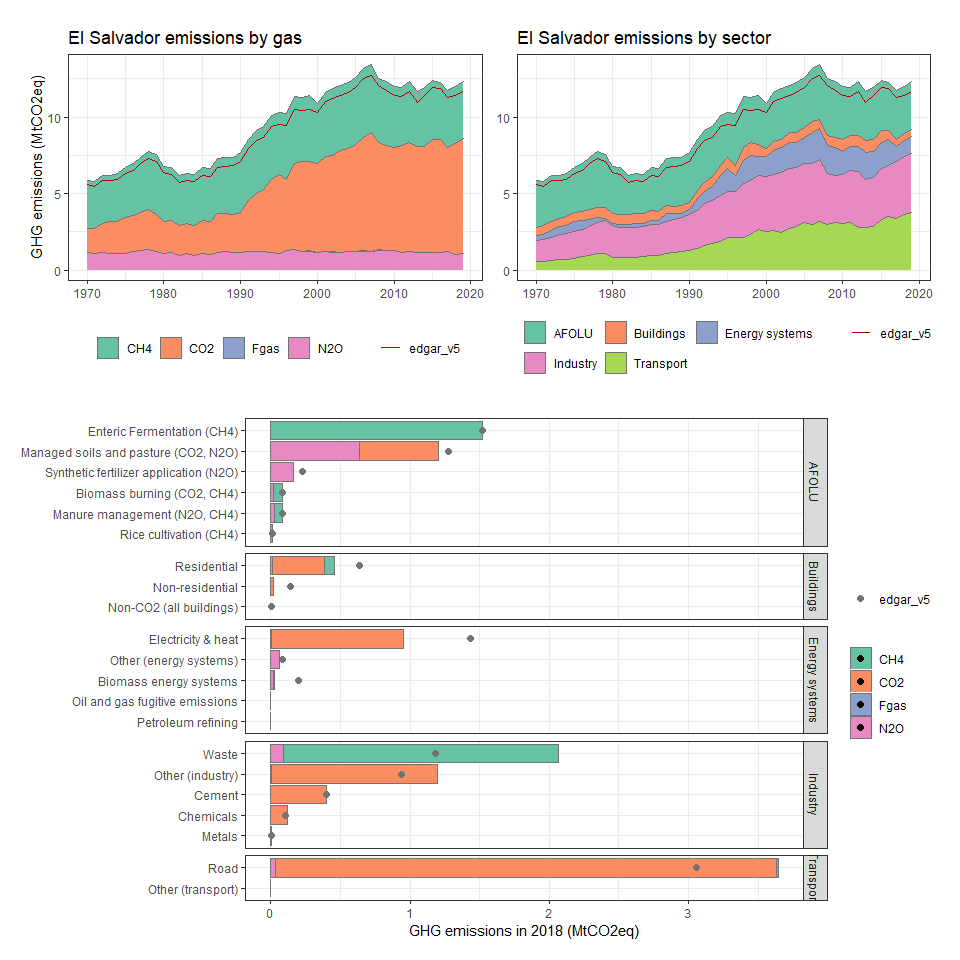 El Salvador emissions by gas
El Salvador emissions by sector
GHG emissions (MtCO2eq)
10
5
0
1970 1980 1990 2000 2010 2020
10
5
0
1970 1980 1990 2000 2010 2020
CH4 CO2 Fgas N2O edgar_v5
AFOLU Buildings Energy systems edgar_v5
Industry Transport
Enteric Fermentation (CH4)
Managed soils and pasture (CO2, N2O)
Synthetic fertilizer application (N2O)
Biomass burning (CO2, CH4)
Manure management (N2O, CH4)
Rice cultivation (CH4)
AFOLU
Residential
Non-residential
Non-CO2 (all buildings)
Buildings
Electricity & heat
Other (energy systems)
Biomass energy systems
Oil and gas fugitive emissions
Petroleum refining
Energy systems
Waste
Other (industry)
Cement
Chemicals
Metals
Industry
Road
Other (transport)
Transport
0 1 2 3
GHG emissions in 2018 (MtCO2eq)
edgar_v5
CH4
CO2
Fgas
N2O